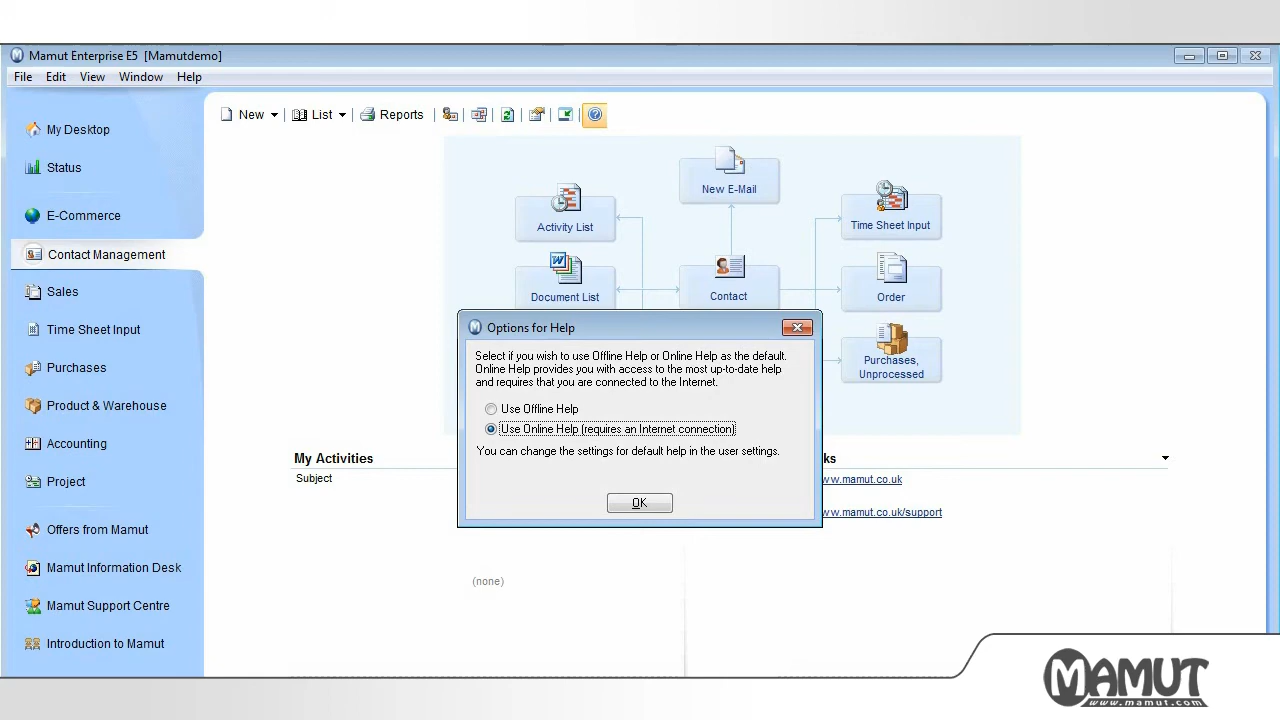 Mamut Enterprise E5 [Mamutdemo]
File Edit View Window Help
New List Reports
My Desktop
Status
E-Commerce
Contact Management
Sales
Time Sheet Input
Purchases
Product & Warehouse
Accounting
Project
Offers from Mamut
Mamut Information Desk
Mamut Support Centre
Introduction to Mamut
New E-Mail
Activity List
Time Sheet Input
Document List
Contact
Order
Purchases,
Unprocessed
Options for Help
Select if you wish to use Offline Help or Online Help as the default.
Online Help provides you with access to the most up-to-date help
and requires that you are connected to the Internet.
Use Offline Help
Use Online Help (requires an Internet connection)
You can change the settings for default help in the user settings.
OK
My Activities
Subject
(none)
ks
ww.mamut.co.uk
ww.mamut.co.uk/support
MAMUT
www.mamut.com